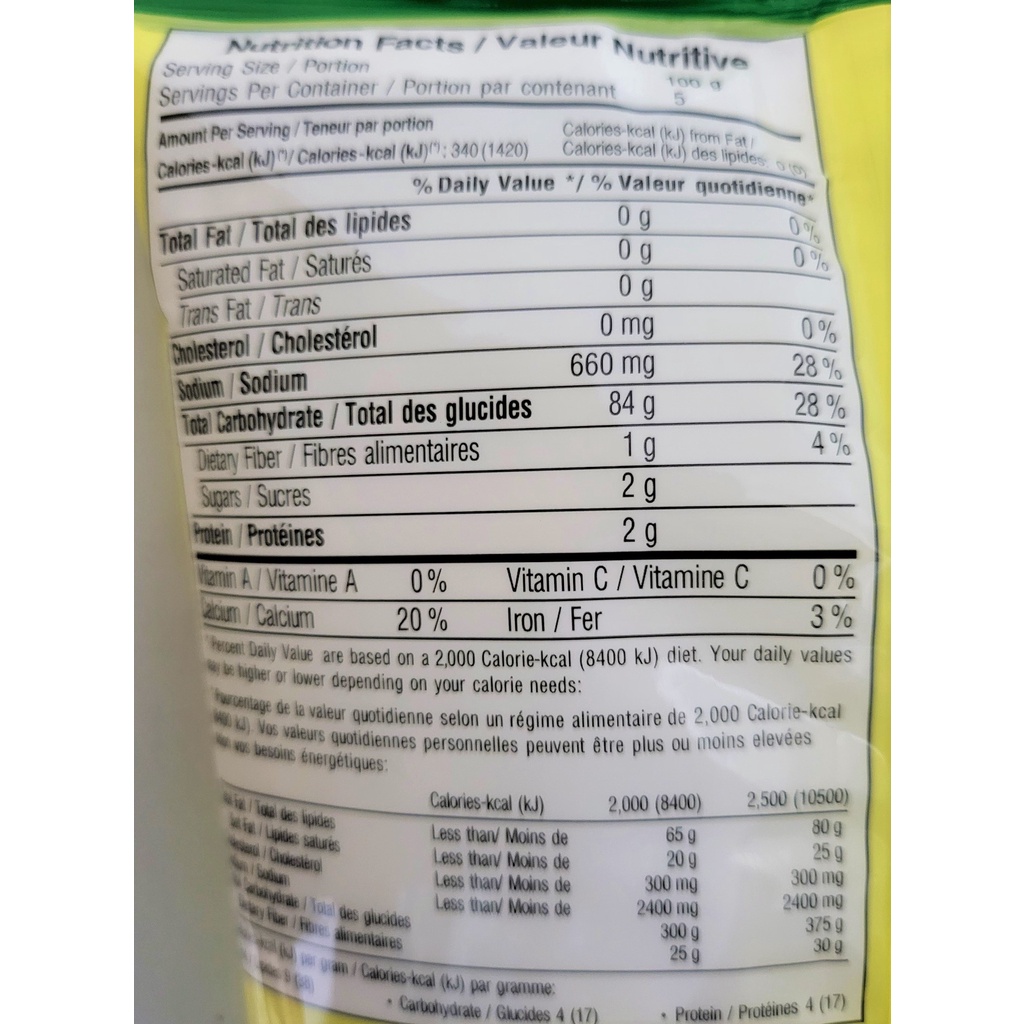 Nutrition Facts / Valeur Nutritive
Serving Size / Portion 100 g
Servings Per Container / Portion par contenant 5
Amount Per Serving / Teneur par portion
Calories-kcal (kJ) from Fat /
Calories-kcal (kJ)(*)/ Calories-kcal (kJ)(*): 340 (1420)
Calories-kcal (kJ) des lipides: 0 (0)
% Daily Value */ % Valeur quotidienne*
Total Fat / Total des lipides 0 g 0 %
Saturated Fat / Saturés 0 g 0 %
Trans Fat / Trans 0 g
Cholesterol / Cholestérol 0 mg 0 %
Sodium / Sodium 660 mg 28 %
Total Carbohydrate / Total des glucides 84 g 28 %
Dietary Fiber / Fibres alimentaires 1 g 4 %
Sugars / Sucres 2 g
Protein / Protéines 2 g
Vitamin A / Vitamine A 0 % Vitamin C / Vitamine C 0 %
Calcium / Calcium 20 % Iron / Fer 3 %
*Percent Daily Value are based on a 2,000 Calorie-kcal (8400 kJ) diet. Your daily values
may be higher or lower depending on your calorie needs:
*Pourcentage de la valeur quotidienne selon un régime alimentaire de 2,000 Calorie-kcal
(8400 kJ). Vos valeurs quotidiennes personnelles peuvent être plus ou moins elevées
vos besoins énergétiques:
Calories-kcal (kJ) 2,000 (8400) 2,500 (10500)
Fat / Total des lipides Less than/ Moins de 65 g 80 g
Sat Fat / Lipides saturés Less than/ Moins de 20 g 25 g
/ Cholestérol Less than/ Moins de 300 mg 300 mg
/ Sodium Less than/ Moins de 2400 mg 2400 mg
Carbohydrate / Total des glucides 300 g 375 g
Fiber / Fibres alimentaires 25 g 30 g
(kJ) per gram / Calories-kcal (kJ) par gramme:
• Carbohydrate / Glucides 4 (17) • Protein / Protéines 4 (17)